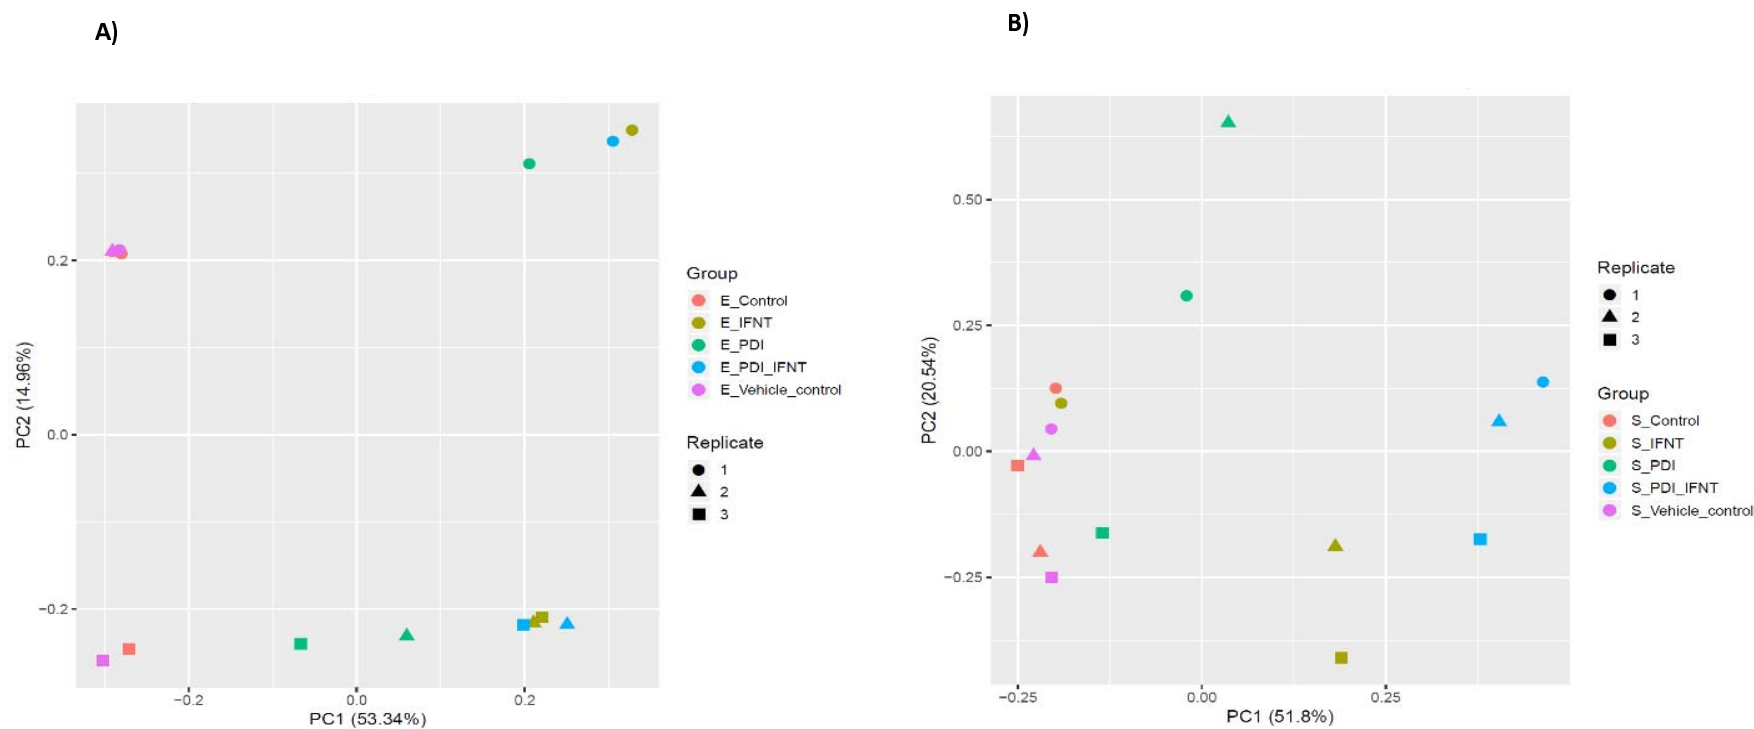 A)
0.2
0.0
−0.2
−0.2
0.0
0.2
PC1 (53.34%)
PC2 (14.96%)
Group
E_Control
E_IFNT
E_PDI
E_PDI_IFNT
E_Vehicle_control
Replicate
1
2
3
B)
0.50
0.25
0.00
−0.25
−0.25
0.00
0.25
PC1 (51.8%)
PC2 (20.54%)
Replicate
1
2
3
Group
S_Control
S_IFNT
S_PDI
S_PDI_IFNT
S_Vehicle_control